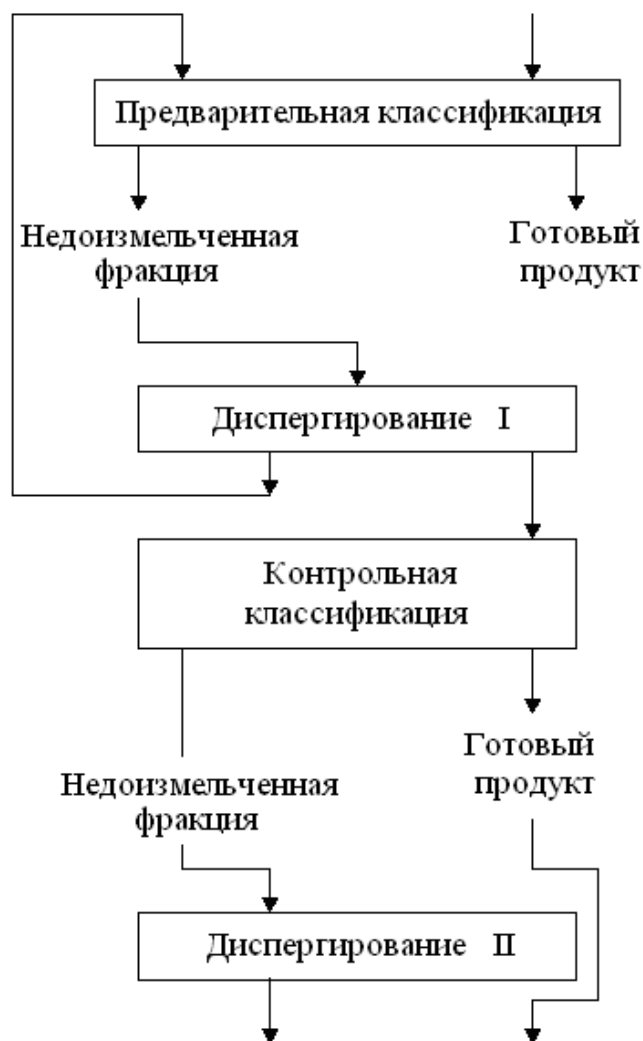 Предварительная классификация
Недоизмельченная
фракция
Готовый
продукт
Диспергирование I
Контрольная
классификация
Готовый
продукт
Недоизмельченная
фракция
Диспергирование II